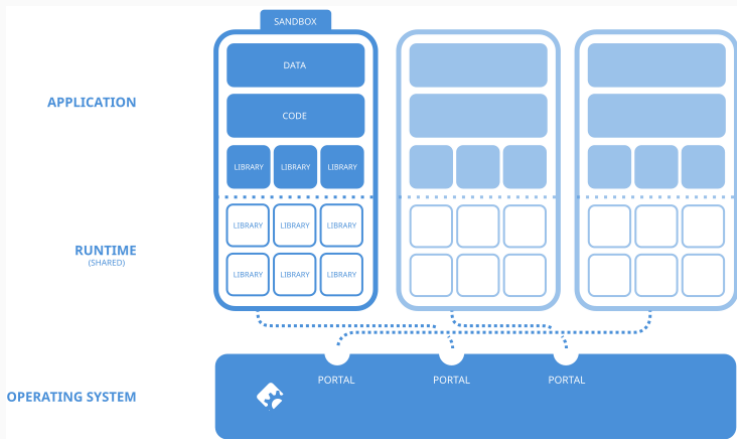 SANDBOX
DATA
APPLICATION
CODE
LIBRARY LIBRARY LIBRARY
LIBRARY LIBRARY LIBRARY
RUNTIME
(SHARED)
LIBRARY LIBRARY LIBRARY
PORTAL PORTAL PORTAL
OPERATING SYSTEM